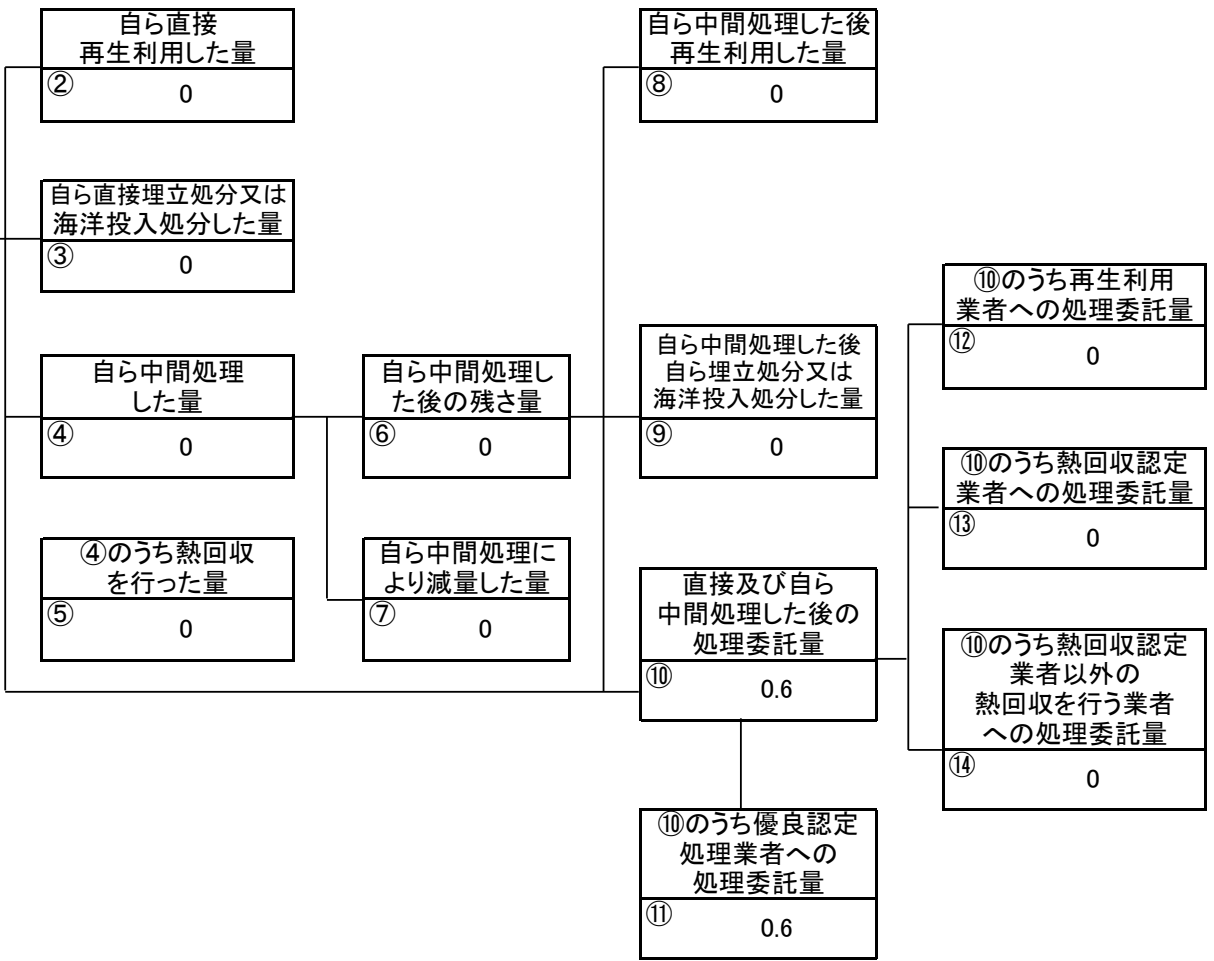 自ら直接
再生利用した量
②
0
自ら直接埋立処分又は
海洋投入処分した量
③
0
自ら中間処理
した量
④
0
④のうち熱回収
を行った量
⑤
0
自ら中間処理し
た後の残さ量
⑥
0
自ら中間処理に
より減量した量
⑦
0
自ら中間処理した後
再生利用した量
⑧
0
自ら中間処理した後
自ら埋立処分又は
海洋投入処分した量
⑨
0
直接及び自ら
中間処理した後の
処理委託量
⑩
0.6
⑩のうち優良認定
処理業者への
処理委託量
⑪
0.6
⑩のうち再生利用
業者への処理委託量
⑫
0
⑩のうち熱回収認定
業者への処理委託量
⑬
0
⑩のうち熱回収認定
業者以外の
熱回収を行う業者
への処理委託量
⑭
0